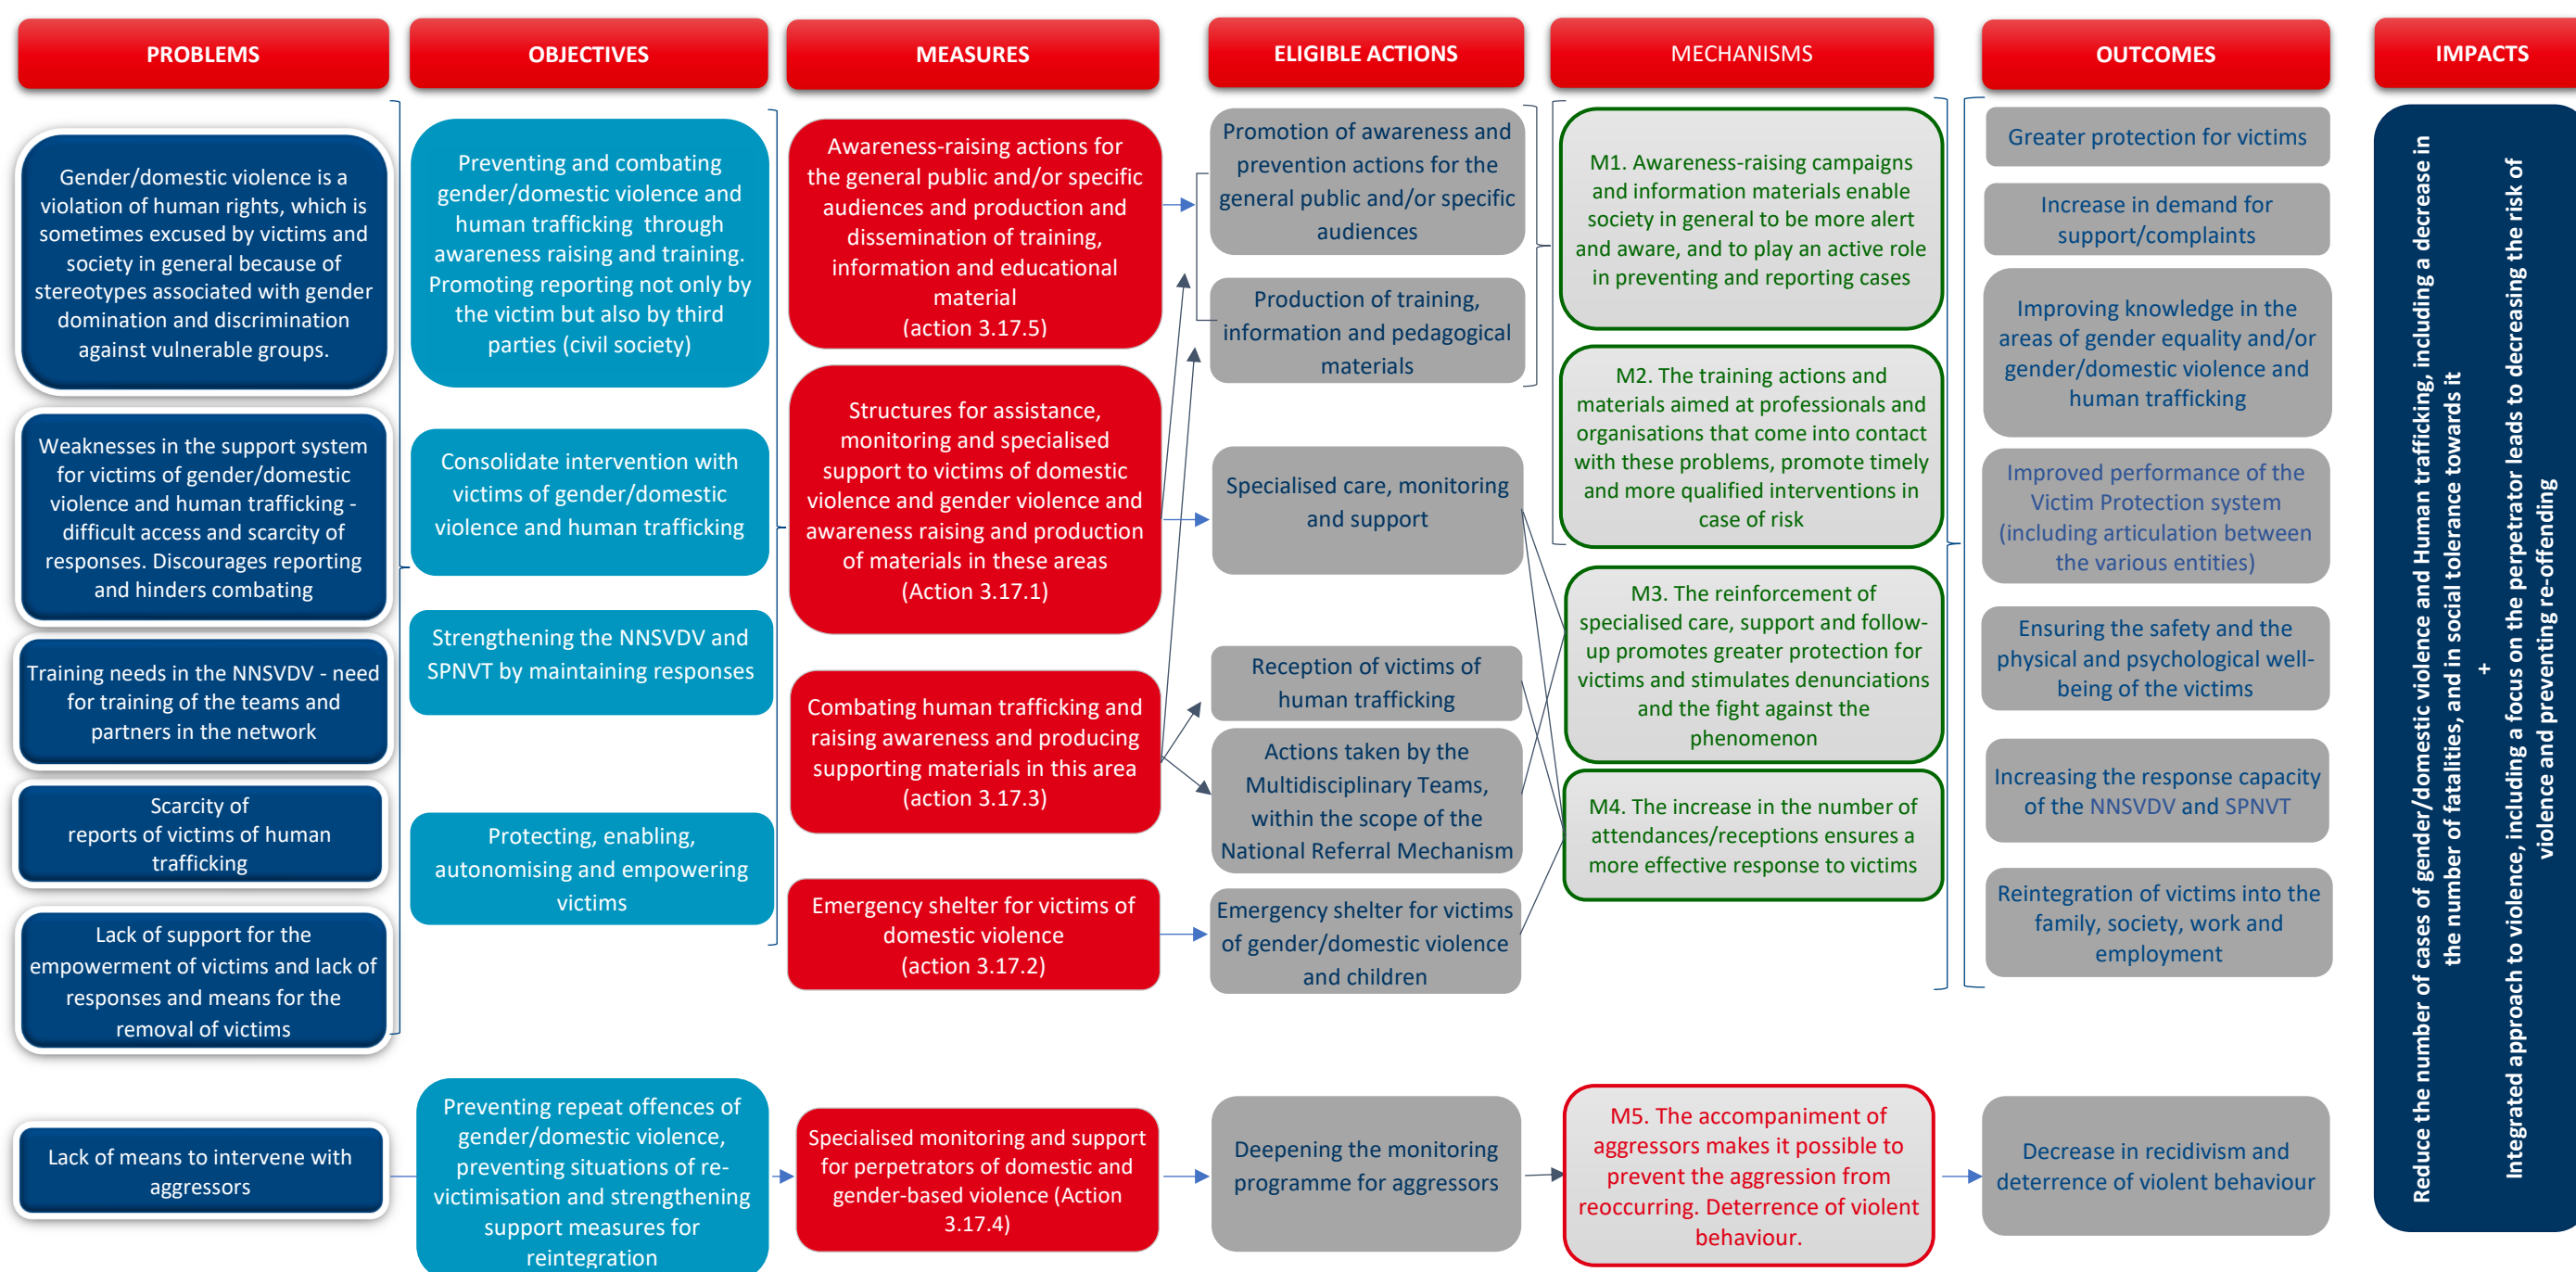 PROBLEMS
OBJECTIVES
MEASURES
ELIGIBLE ACTIONS
MECHANISMS
OUTCOMES
IMPACTS
Gender/domestic violence is a
violation of human rights, which is
sometimes excused by victims and
society in general because of
stereotypes associated with gender
domination and discrimination
against vulnerable groups.
Weaknesses in the support system
for victims of gender/domestic
violence and human trafficking -
difficult access and scarcity of
responses. Discourages reporting
and hinders combating
Training needs in the NNSVDV - need
for training of the teams and
partners in the network
Scarcity of
reports of victims of human
trafficking
Lack of support for the
empowerment of victims and lack of
responses and means for the
removal of victims
Lack of means to intervene with
aggressors
Preventing and combating
gender/domestic violence and
human trafficking through
awareness raising and training.
Promoting reporting not only by
the victim but also by third
parties (civil society)
Consolidate intervention with
victims of gender/domestic
violence and human trafficking
Strengthening the NNSVDV and
SPNVT by maintaining responses
Protecting, enabling,
autonomising and empowering
victims
Preventing repeat offences of
gender/domestic violence,
preventing situations of re-
victimisation and strengthening
support measures for
reintegration
Awareness-raising actions for
the general public and/or specific
audiences and production and
dissemination of training,
information and educational
material
(action 3.17.5)
Structures for assistance,
monitoring and specialised
support to victims of domestic
violence and gender violence and
awareness raising and production
of materials in these areas
(Action 3.17.1)
Combating human trafficking and
raising awareness and producing
supporting materials in this area
(action 3.17.3)
Emergency shelter for victims of
domestic violence
(action 3.17.2)
Specialised monitoring and support
for perpetrators of domestic and
gender-based violence (Action
3.17.4)
Promotion of awareness and
prevention actions for the
general public and/or specific
audiences
Production of training,
information and pedagogical
materials
Specialised care, monitoring
and support
Reception of victims of
human trafficking
Actions taken by the
Multidisciplinary Teams,
within the scope of the
National Referral Mechanism
Emergency shelter for victims
of gender/domestic violence
and children
Deepening the monitoring
programme for aggressors
M1. Awareness-raising campaigns
and information materials enable
society in general to be more alert
and aware, and to play an active role
in preventing and reporting cases
M2. The training actions and
materials aimed at professionals and
organisations that come into contact
with these problems, promote timely
and more qualified interventions in
case of risk
M3. The reinforcement of
specialised care, support and follow-
up promotes greater protection for
victims and stimulates denunciations
and the fight against the
phenomenon
M4. The increase in the number of
attendances/receptions ensures a
more effective response to victims
M5. The accompaniment of
aggressors makes it possible to
prevent the aggression from
reoccurring. Deterrence of violent
behaviour.
Greater protection for victims
Increase in demand for
support/complaints
Improving knowledge in the
areas of gender equality and/or
gender/domestic violence and
human trafficking
Improved performance of the
Victim Protection system
(including articulation between
the various entities)
Ensuring the safety and the
physical and psychological well-
being of the victims
Increasing the response capacity
of the NNSVDV and SPNVT
Reintegration of victims into the
family, society, work and
employment
Decrease in recidivism and
deterrence of violent behaviour
Reduce the number of cases of gender/domestic violence and Human trafficking, including a decrease in
the number of fatalities, and in social tolerance towards it
+
Integrated approach to violence, including a focus on the perpetrator leads to decreasing the risk of
violence and preventing re-offending